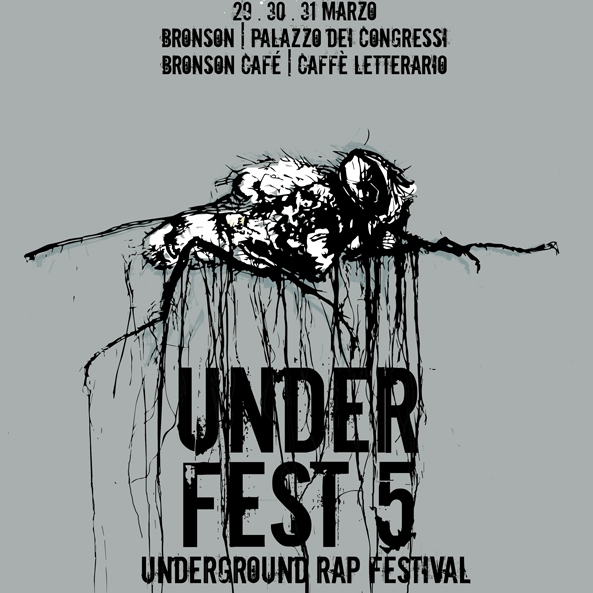 29 . 30 . 31 MARZO
BRONSON | PALAZZO DEI CONGRESSI
BRONSON CAFÉ | CAFFÈ LETTERARIO
UNDER
FEST 5
UNDERGROUND RAP FESTIVAL